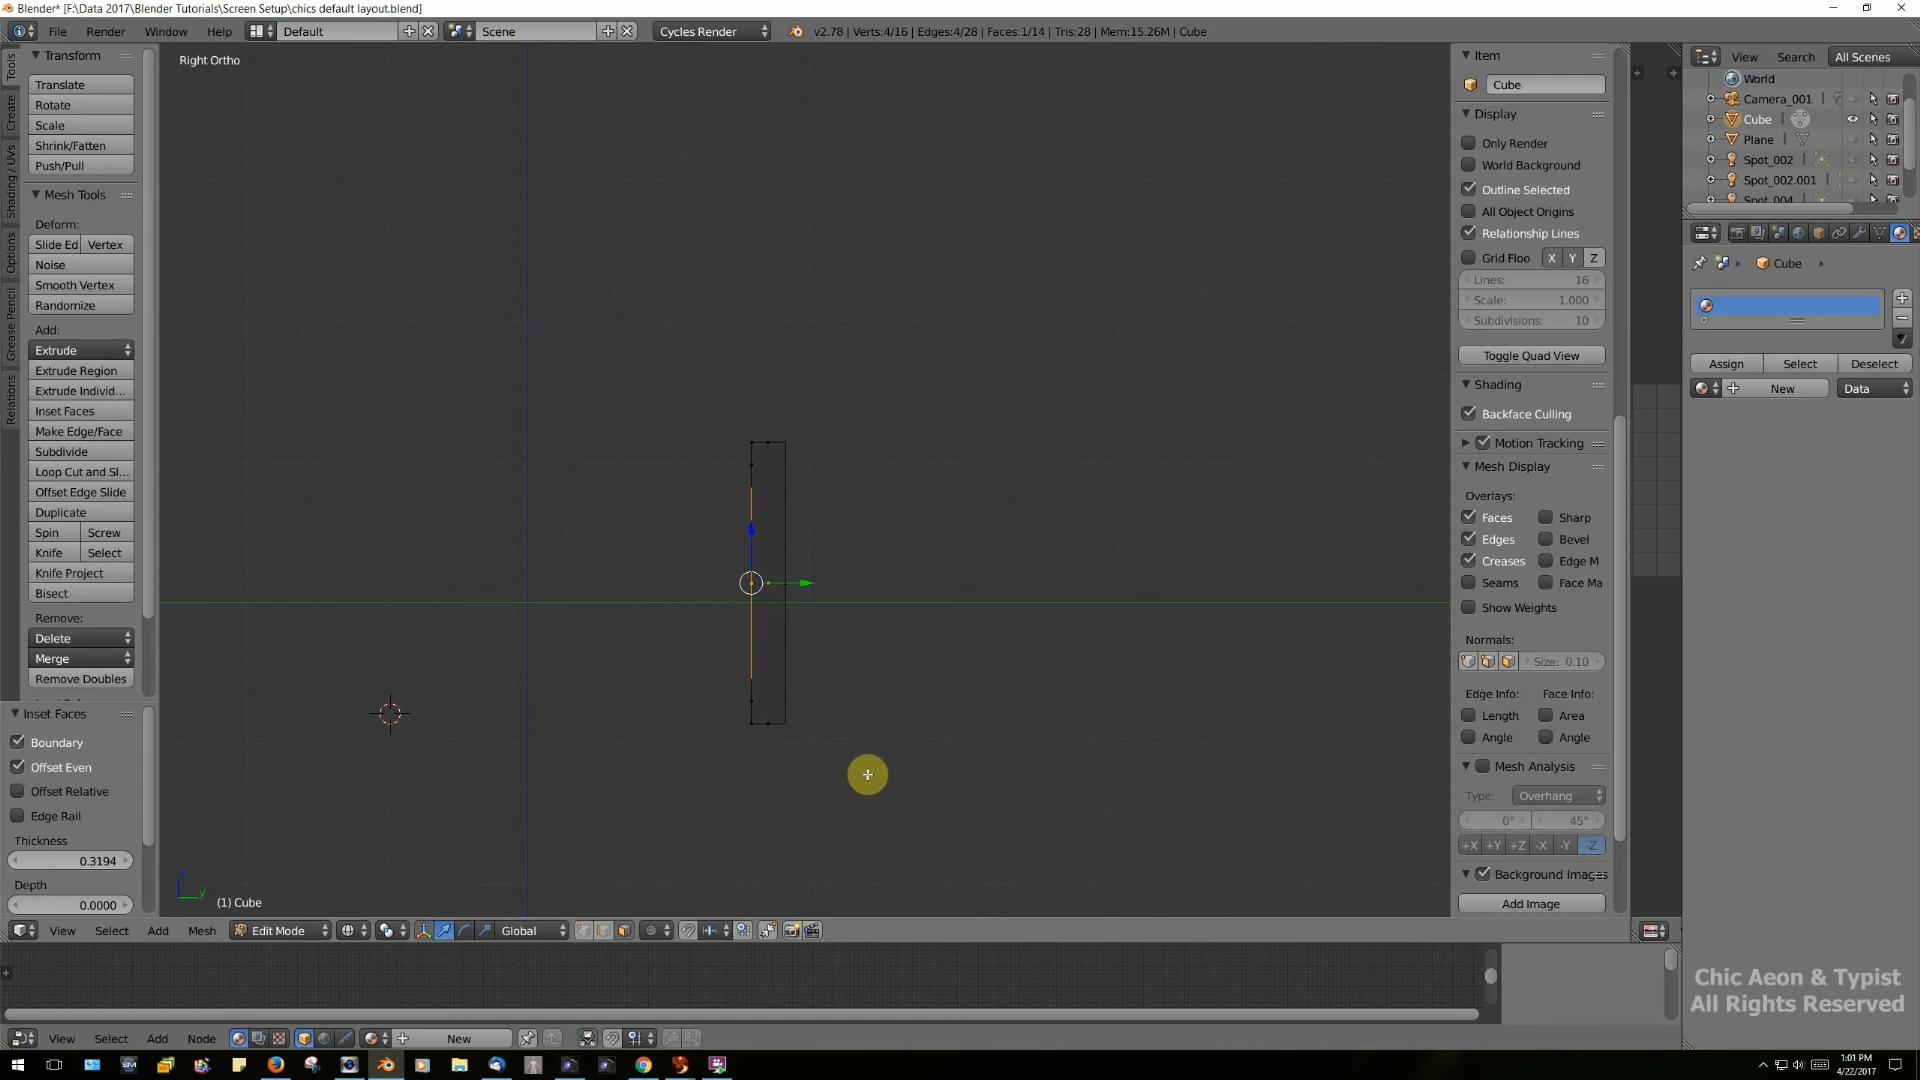 Blender* [F:\Data 2017\Blender Tutorials\Screen Setup\chics default layout.blend]
File Render Window Help Default Scene Cycles Render v2.78 | Verts:4/16 | Edges:4/28 | Faces:1/14 | Tris:28 | Mem:15.26M | Cube
Tools
Create
Shading / UVs
Options
Grease Pencil
Relations
Transform
Translate
Rotate
Scale
Shrink/Fatten
Push/Pull
Mesh Tools
Deform:
Slide Ed Vertex
Noise
Smooth Vertex
Randomize
Add:
Extrude
Extrude Region
Extrude Individ...
Inset Faces
Make Edge/Face
Subdivide
Loop Cut and Sl...
Offset Edge Slide
Duplicate
Spin Screw
Knife Select
Knife Project
Bisect
Remove:
Delete
Merge
Remove Doubles
Inset Faces
Boundary
Offset Even
Offset Relative
Edge Rail
Thickness
0.3194
Depth
0.0000
Right Ortho
z
y
(1) Cube
Item
Cube
Display
Only Render
World Background
Outline Selected
All Object Origins
Relationship Lines
Grid Floo X Y Z
Lines: 16
Scale: 1.000
Subdivisions: 10
Toggle Quad View
Shading
Backface Culling
Motion Tracking
Mesh Display
Overlays:
Faces Sharp
Edges Bevel
Creases Edge M
Seams Face Ma
Show Weights
Normals:
Size: 0.10
Edge Info: Face Info:
Length Area
Angle Angle
Mesh Analysis
Type: Overhang
0° 45°
+X +Y +Z -X -Y -Z
Background Images
Add Image
View Search All Scenes
World
Camera_001
Cube
Plane
Spot_002
Spot_002.001
Spot_004
Cube
Assign Select Deselect
New Data
View Select Add Mesh Edit Mode Global
View Select Add Node New
Chic Aeon & Typist
All Rights Reserved
1:01 PM
4/22/2017